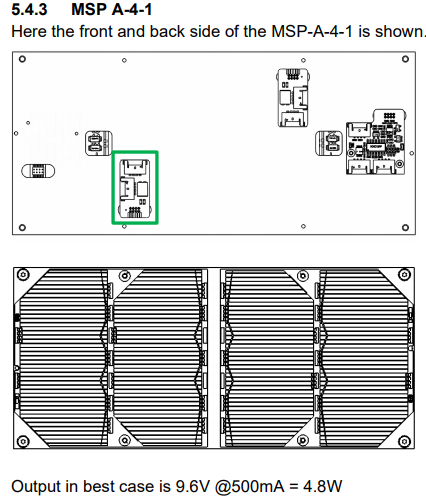 5.4.3 MSP A-4-1
Here the front and back side of the MSP-A-4-1 is shown.
Output in best case is 9.6V @500mA = 4.8W